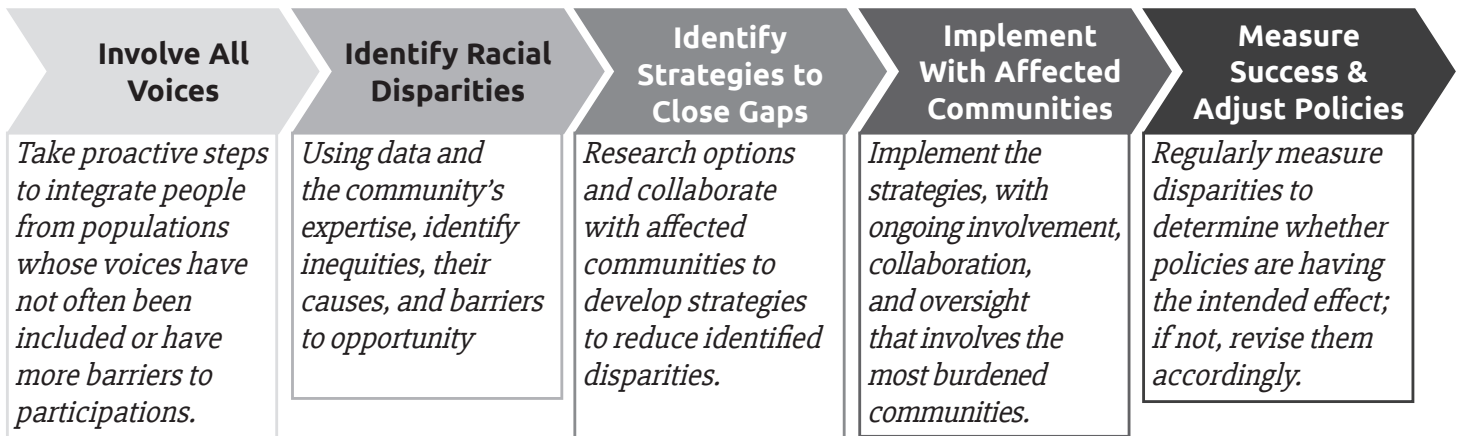 Involve All
Voices
Take proactive steps
to integrate people
from populations
whose voices have
not often been
included or have
more barriers to
participations.
Identify Racial
Disparities
Using data and
the community's
expertise, identify
inequities, their
causes, and barriers
to opportunity
Identify
Strategies to
Close Gaps
Research options
and collaborate
with affected
communities to
develop strategies
to reduce identified
disparities.
Implement
With Affected
Communities
Implement the
strategies, with
ongoing involvement,
collaboration,
and oversight
that involves the
most burdened
communities.
Measure
Success &
Adjust Policies
Regularly measure
disparities to
determine whether
policies are having
the intended effect;
if not, revise them
accordingly.